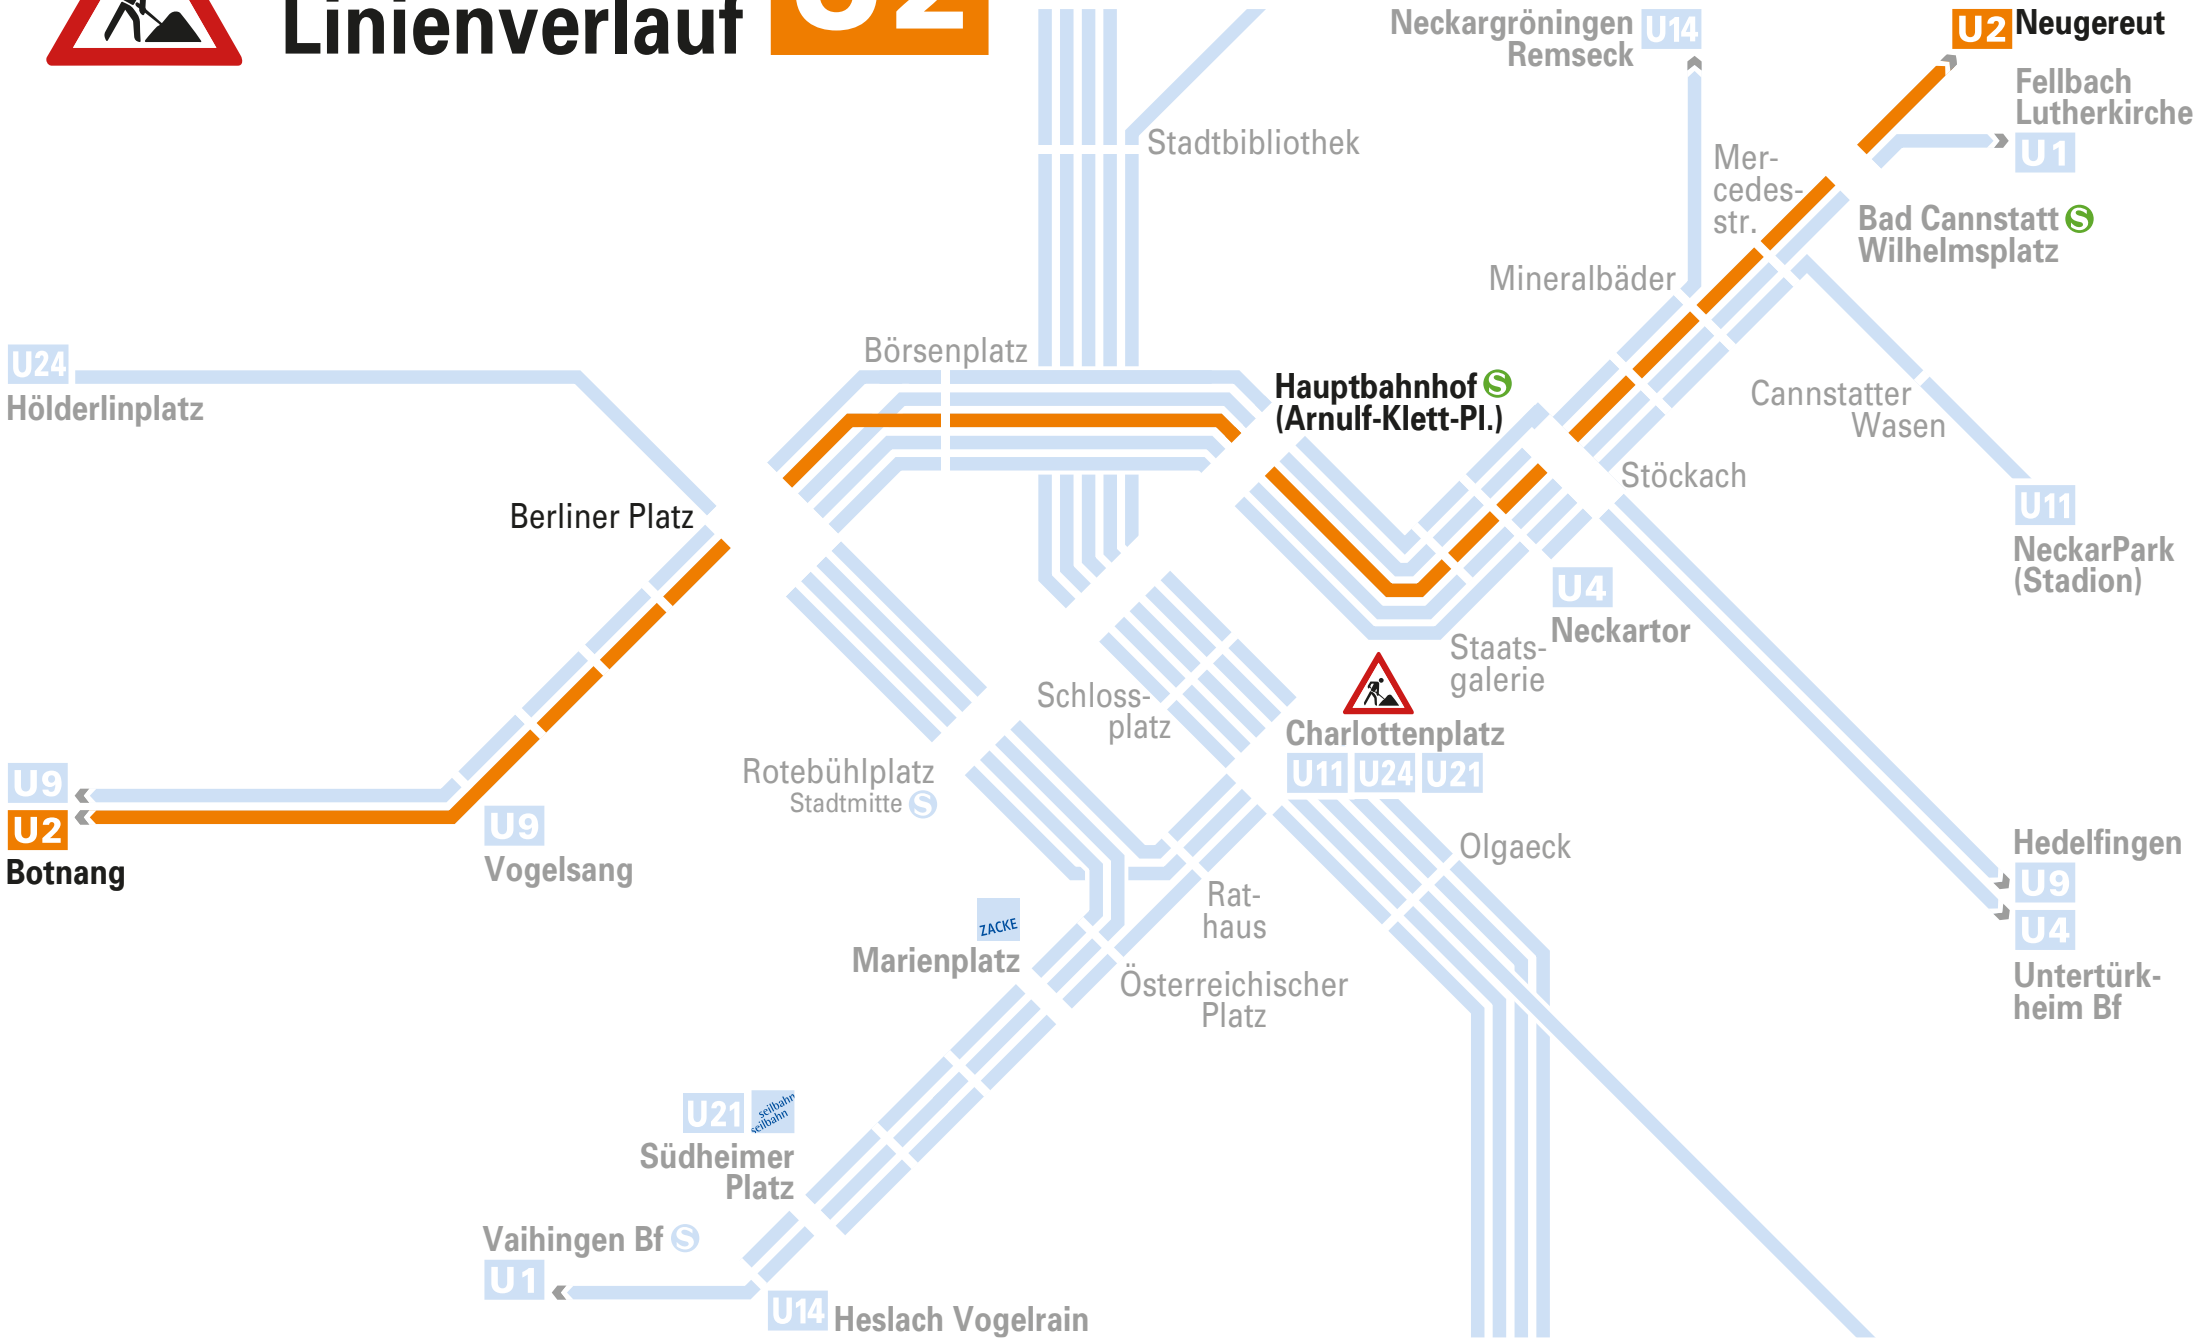 Linienverlauf U2
Neckargröningen
Remseck
U14
U2 Neugereut
Fellbach
Lutherkirche
U1
Stadtbibliothek
Mer-
cedes-
str.
Bad Cannstatt S
Wilhelmsplatz
Mineralbäder
U24
Hölderlinplatz
Börsenplatz
Hauptbahnhof S
(Arnulf-Klett-Pl.)
Cannstatter
Wasen
Stöckach
Berliner Platz
U11
NeckarPark
(Stadion)
U4
Neckartor
Staats-
galerie
Schloss-
platz
Charlottenplatz
U11 U24 U21
Rotebühlplatz
Stadtmitte S
U9
U2
Botnang
U9
Vogelsang
Olgaeck
Hedelfingen
U9
U4
Untertürk-
heim Bf
Rat-
haus
ZACKE
Marienplatz
Österreichischer
Platz
U21
seilbahn
seilbahn
Südheimer
Platz
Vaihingen Bf S
U1
U14 Heslach Vogelrain